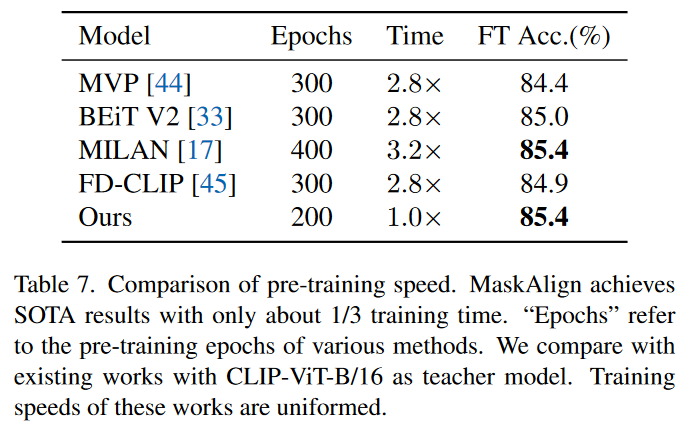 Model Epochs Time FT Acc.(%)
MVP [44] 300 2.8× 84.4
BEiT V2 [33] 300 2.8× 85.0
MILAN [17] 400 3.2× 85.4
FD-CLIP [45] 300 2.8× 84.9
Ours 200 1.0× 85.4
Table 7. Comparison of pre-training speed. MaskAlign achieves
SOTA results with only about 1/3 training time. “Epochs” refer
to the pre-training epochs of various methods. We compare with
existing works with CLIP-ViT-B/16 as teacher model. Training
speeds of these works are uniformed.